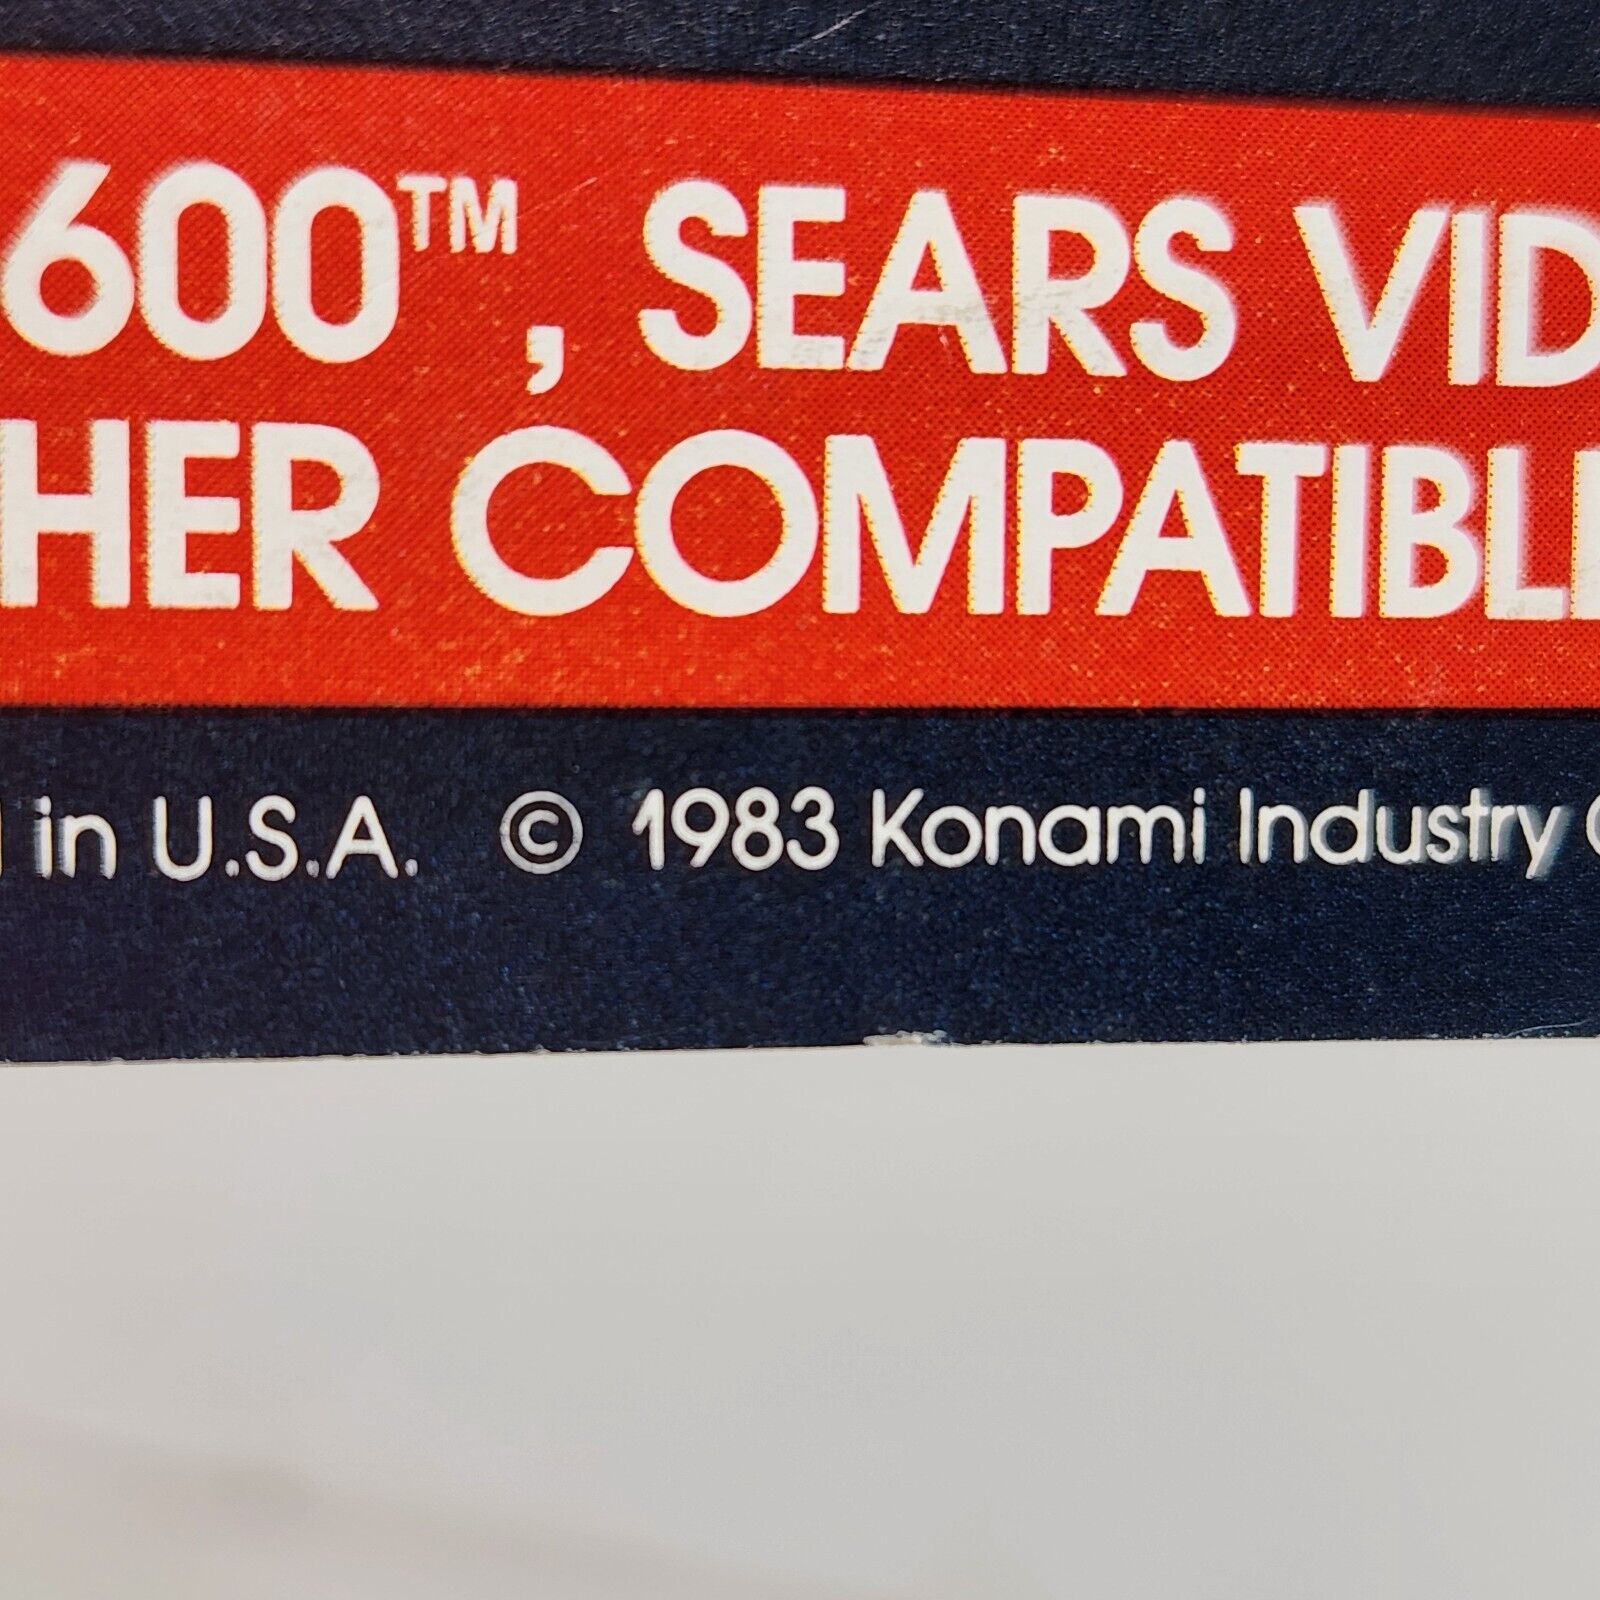 600™, SEARS VID
HER COMPATIBL
in U.S.A. © 1983 Konami Industry